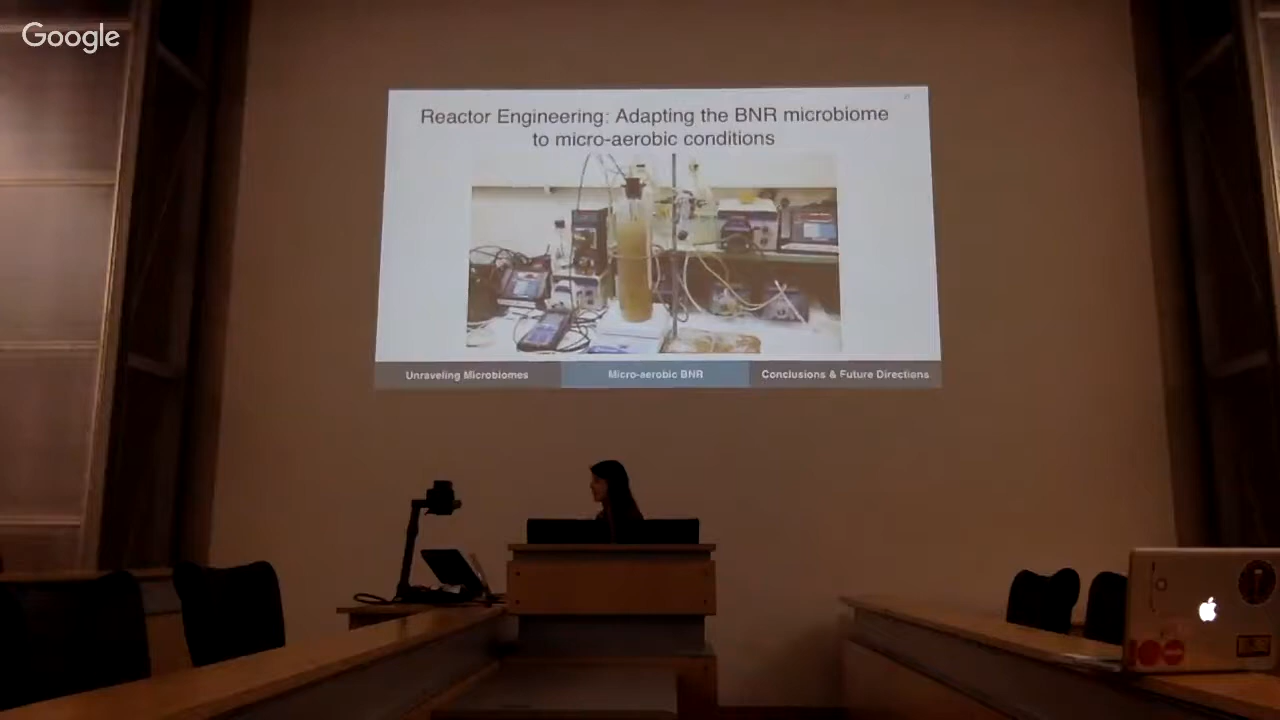 Google
Reactor Engineering: Adapting the BNR microbiome
to micro-aerobic conditions
Unraveling Microbiomes
Micro-aerobic BNR
Conclusions & Future Directions